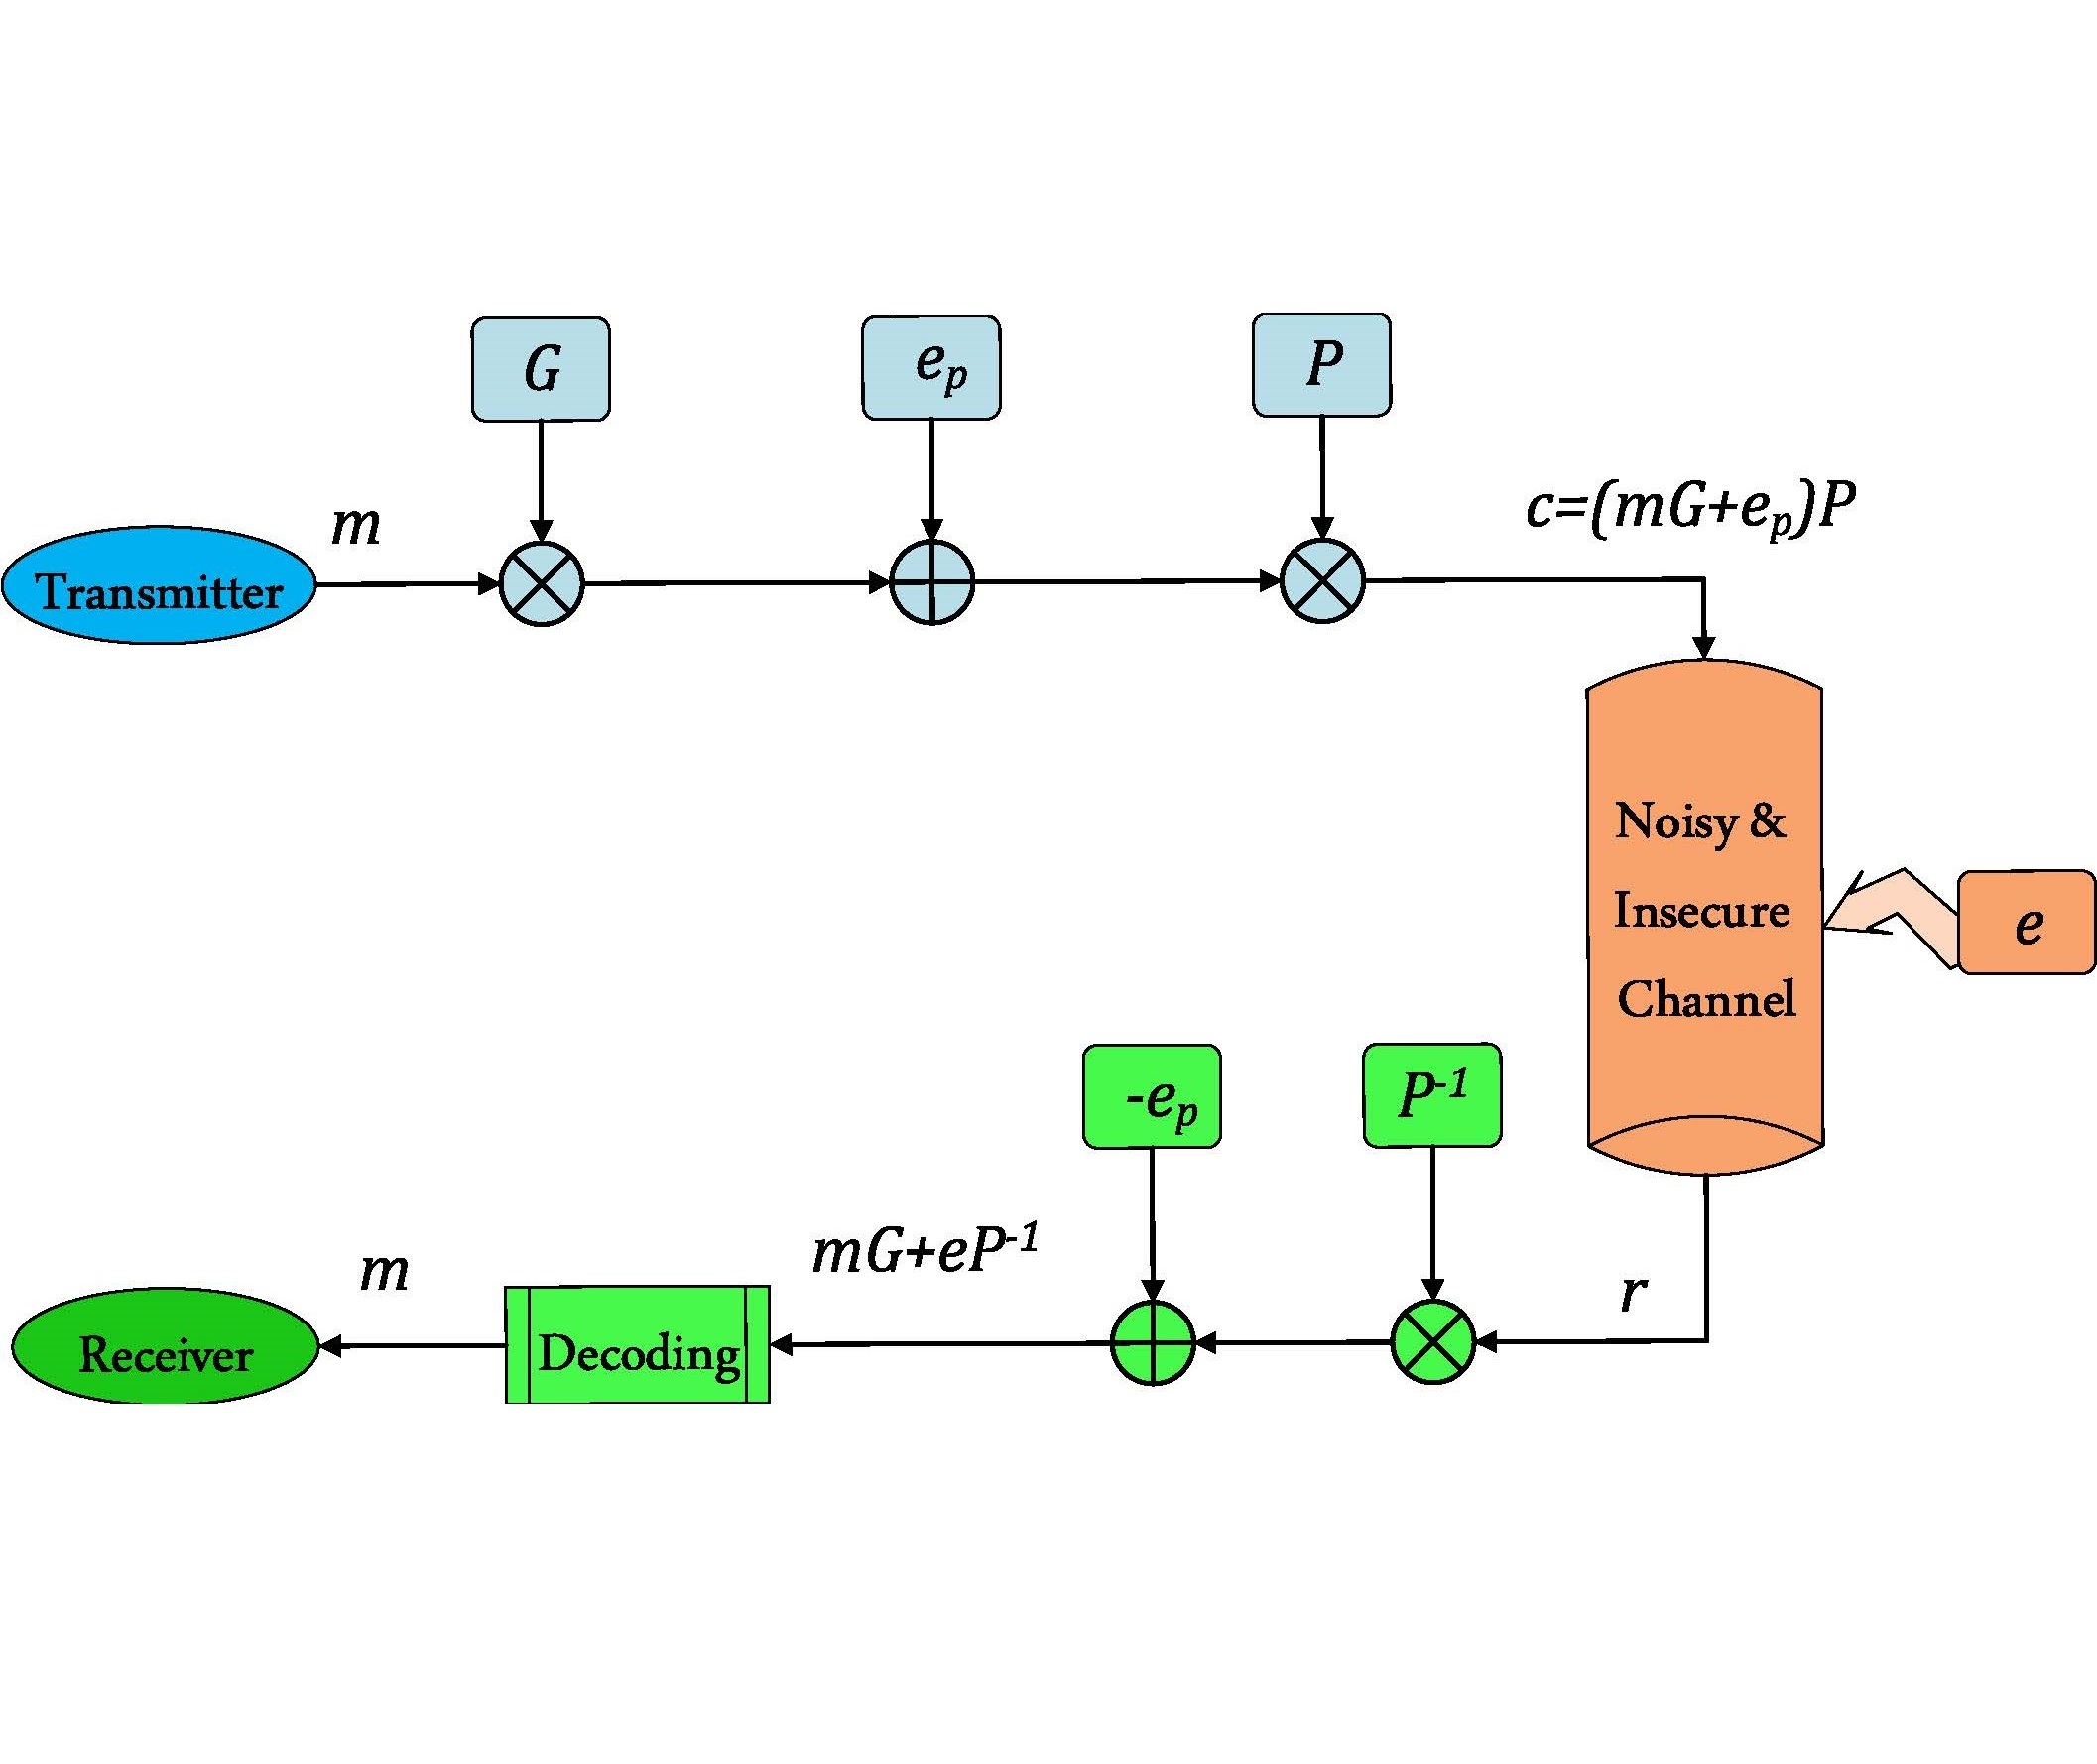 G
e_p
P
m
c=(mG+e_p)P
Transmitter
Noisy &
Insecure
Channel
e
-e_p
P^-1
mG+eP^-1
m
r
Decoding
Receiver